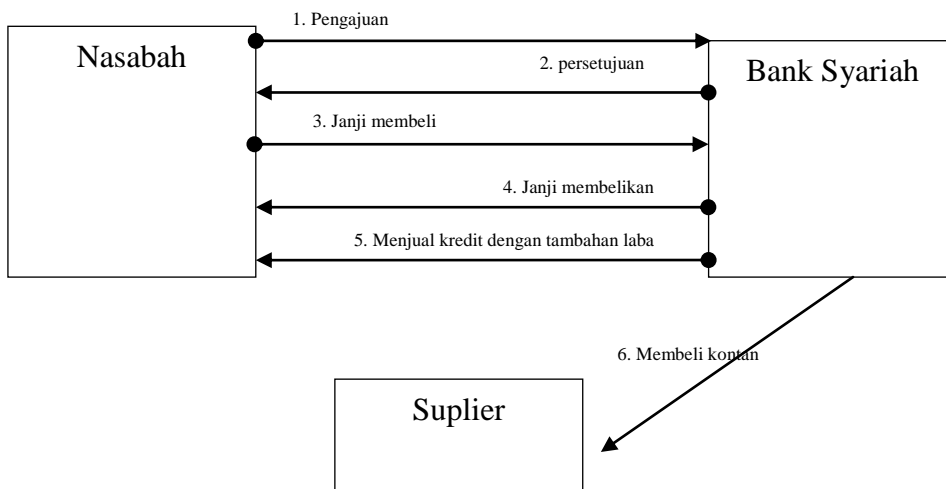 1. Pengajuan
Nasabah
Bank Syariah
2. persetujuan
3. Janji membeli
4. Janji membelikan
5. Menjual kredit dengan tambahan laba
6. Membeli kontan
Suplier